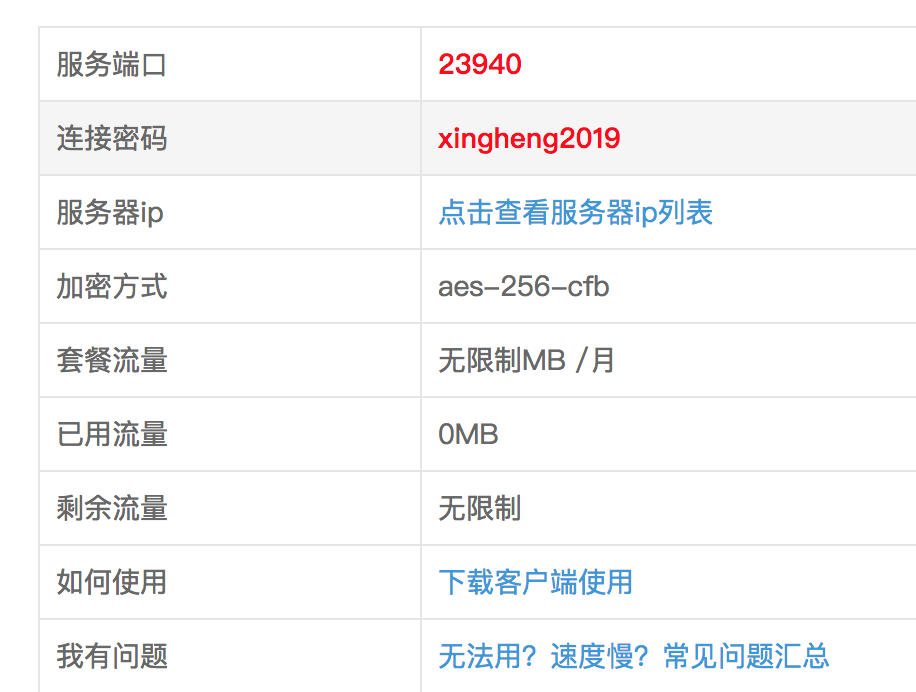 服务端口 23940
连接密码 xingheng2019
服务器ip 点击查看服务器ip列表
加密方式 aes-256-cfb
套餐流量 无限制MB /月
已用流量 0MB
剩余流量 无限制
如何使用 下载客户端使用
我有问题 无法用？速度慢？常见问题汇总